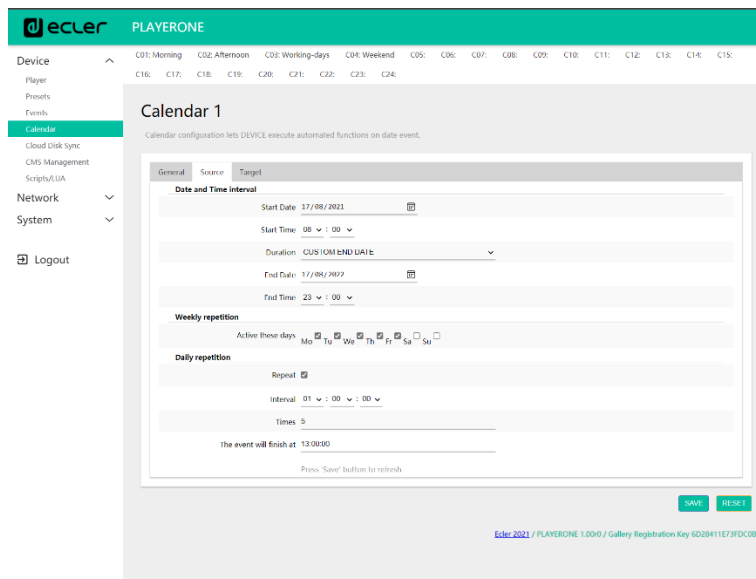 ecler PLAYERONE
Device
Player
Presets
Events
Calendar
Cloud Disk Sync
CMS Management
Scripts/LUA
Network
System
Logout
C01: Morning C02: Afternoon C03: Working-days C04: Weekend C05: C06: C07: C08: C09: C10: C11: C12: C13: C14: C15:
C16: C17: C18: C19: C20: C21: C22: C23: C24:
Calendar 1
Calendar configuration lets DEVICE execute automated functions on date event.
General Source Target
Date and Time interval
Start Date 17/08/2021
Start Time 08 : 00
Duration CUSTOM END DATE
End Date 17/08/2022
End Time 23 : 00
Weekly repetition
Active these days Mo Tu We Th Fr Sa Su
Daily repetition
Repeat
Interval 01 : 00 : 00
Times 5
The event will finish at 13:00:00
Press 'Save' button to refresh
SAVE RESET
Ecler 2021 / PLAYERONE 1.00r0 / Gallery Registration Key 6D28411E73FDC08